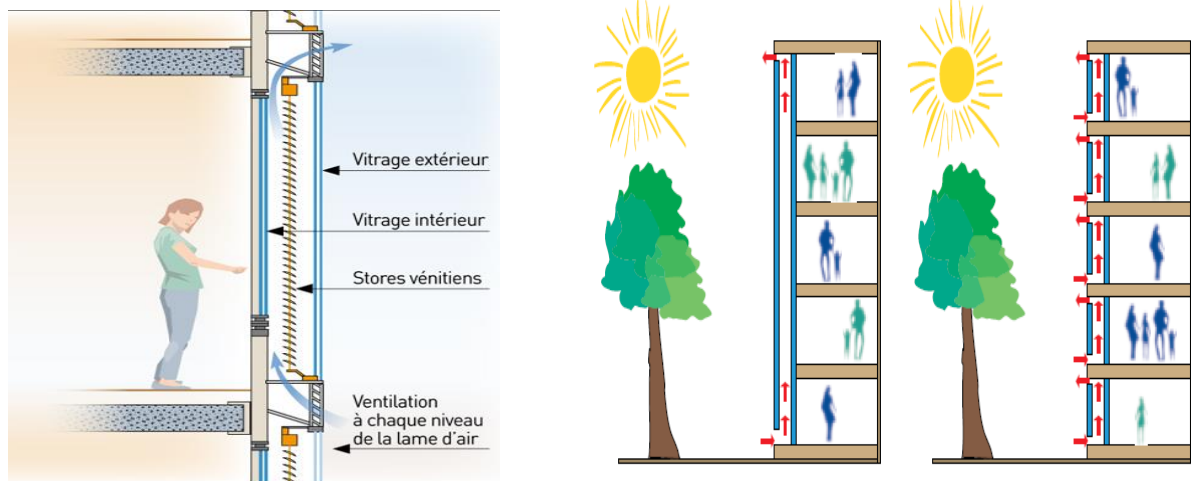 Vitrage extérieur
Vitrage intérieur
Stores vénitiens
Ventilation
à chaque niveau
de la lame d'air